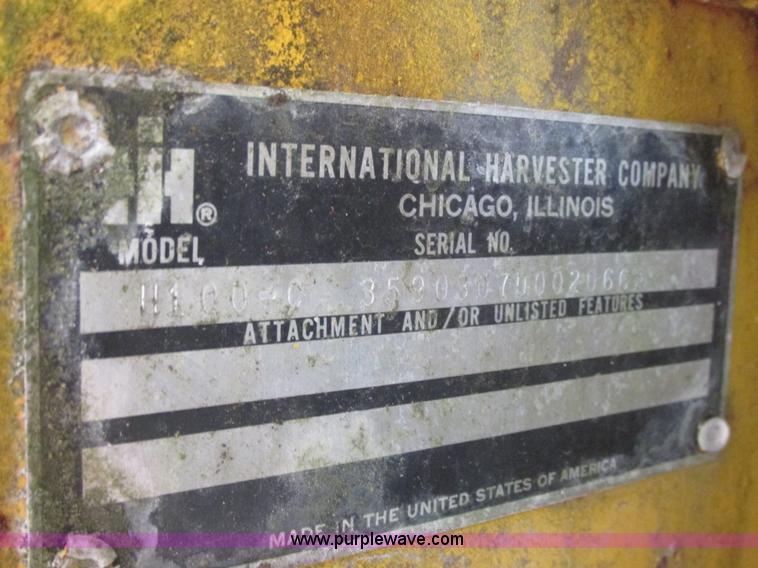 IH®
INTERNATIONAL HARVESTER COMPANY
CHICAGO, ILLINOIS
MODEL SERIAL NO.
H100-C
ATTACHMENT AND/OR UNLISTED FEATURES
MADE IN THE UNITED STATES OF AMERICA
www.purplewave.com